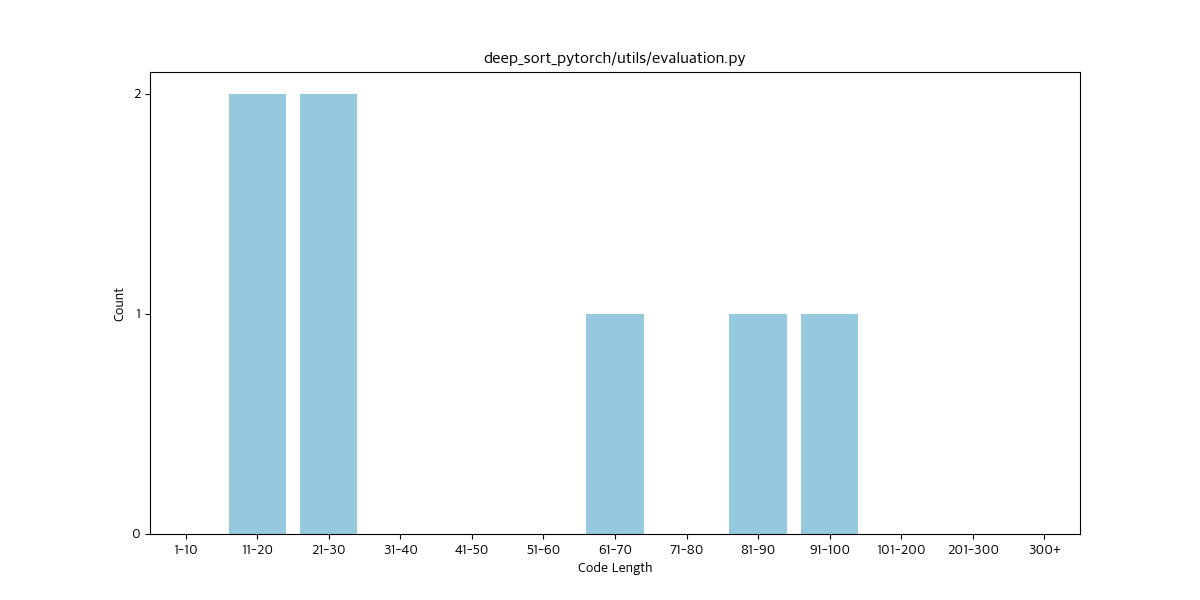 deep_sort_pytorch/utils/evaluation.py
2
1
0
Count
1-10 11-20 21-30 31-40 41-50 51-60 61-70 71-80 81-90 91-100 101-200 201-300 300+
Code Length